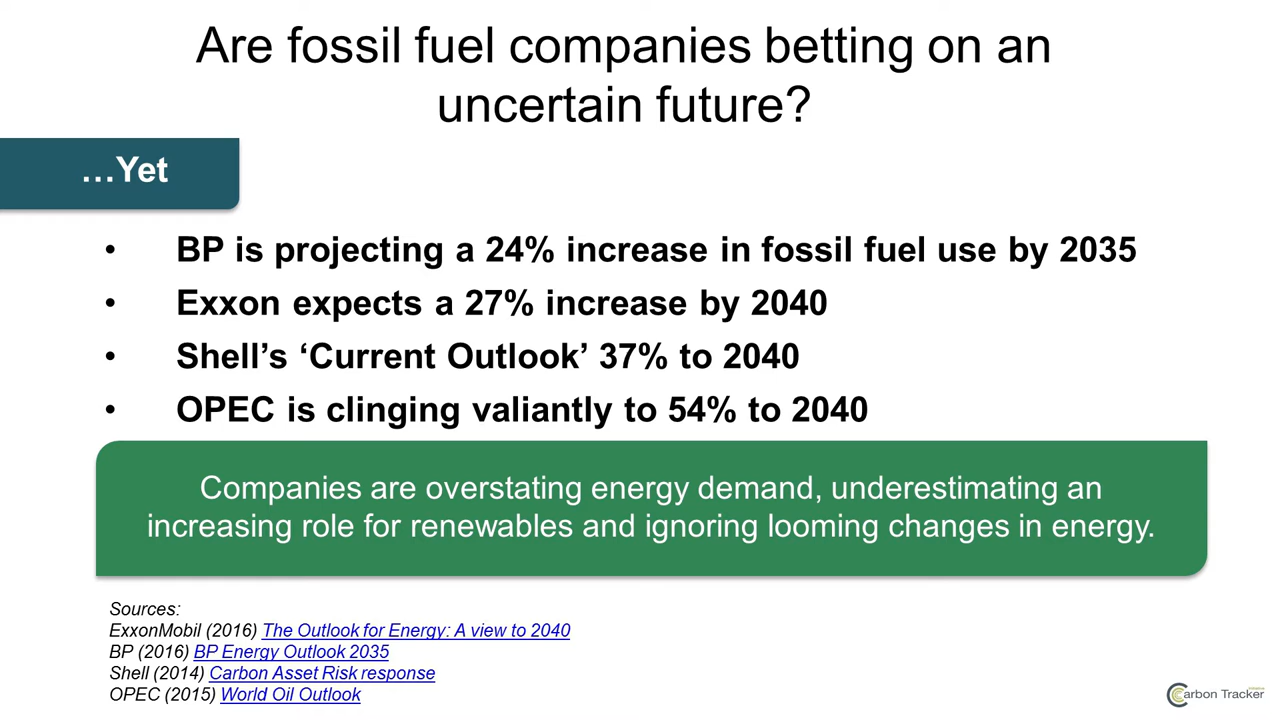 Are fossil fuel companies betting on an
uncertain future?
…Yet
• BP is projecting a 24% increase in fossil fuel use by 2035
• Exxon expects a 27% increase by 2040
• Shell’s ‘Current Outlook’ 37% to 2040
• OPEC is clinging valiantly to 54% to 2040
Companies are overstating energy demand, underestimating an
increasing role for renewables and ignoring looming changes in energy.
Sources:
ExxonMobil (2016) The Outlook for Energy: A view to 2040
BP (2016) BP Energy Outlook 2035
Shell (2014) Carbon Asset Risk response
OPEC (2015) World Oil Outlook
Carbon Tracker